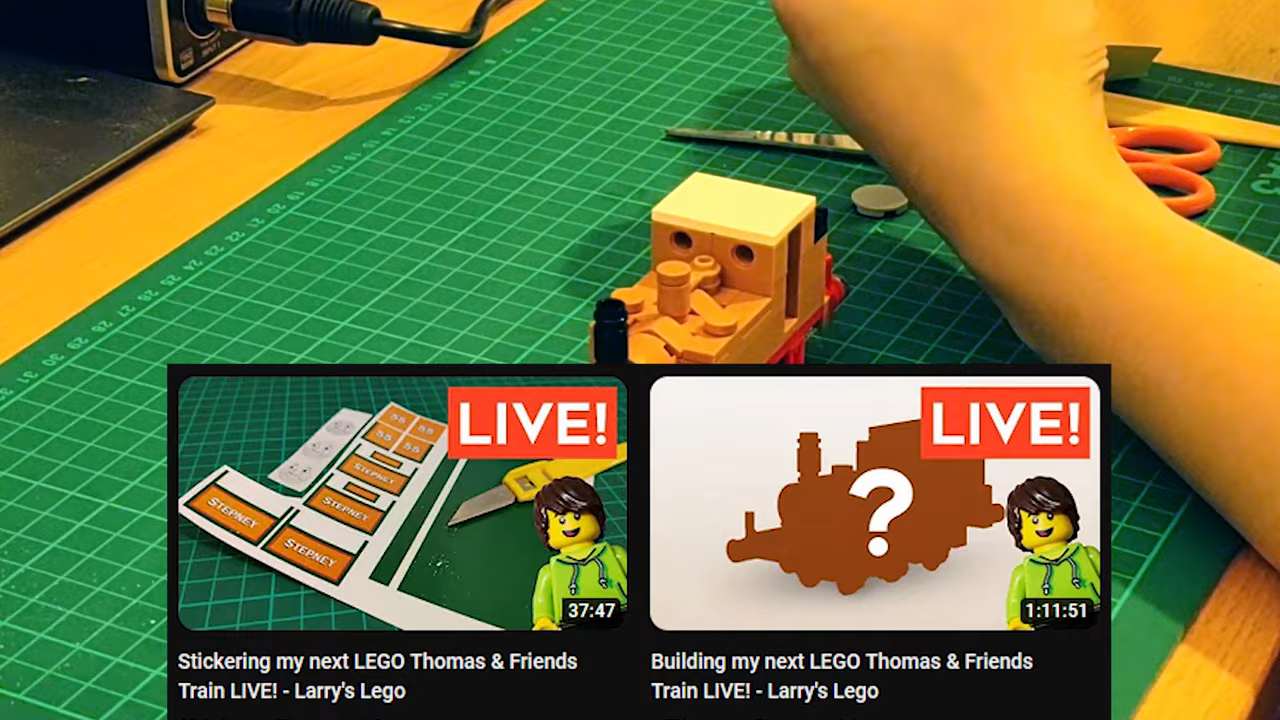 LIVE!
55
55
55
55
STEPNEY
STEPNEY
STEPNEY
STEPNEY
37:47
Stickering my next LEGO Thomas & Friends
Train LIVE! - Larry's Lego
LIVE!
?
1:11:51
Building my next LEGO Thomas & Friends
Train LIVE! - Larry's Lego